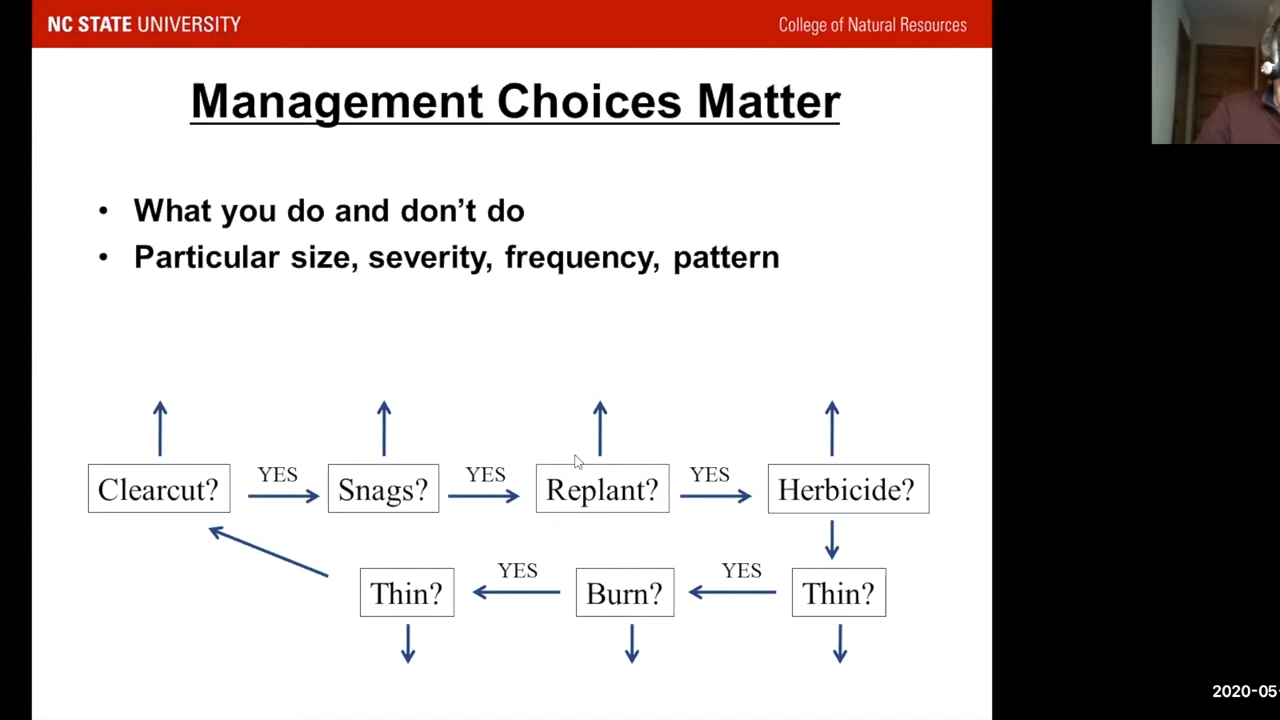 NC STATE UNIVERSITY
College of Natural Resources
Management Choices Matter
• What you do and don't do
• Particular size, severity, frequency, pattern
Clearcut? YES Snags? YES Replant? YES Herbicide?
Thin? YES Burn? YES Thin?
2020-05-